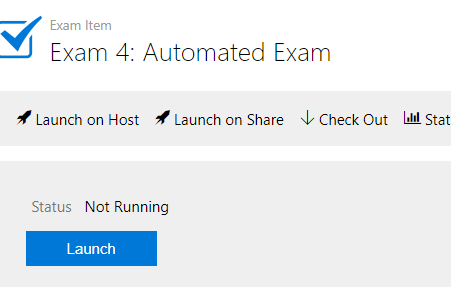 Exam Item
Exam 4: Automated Exam
Launch on Host Launch on Share Check Out Stat
Status Not Running
Launch